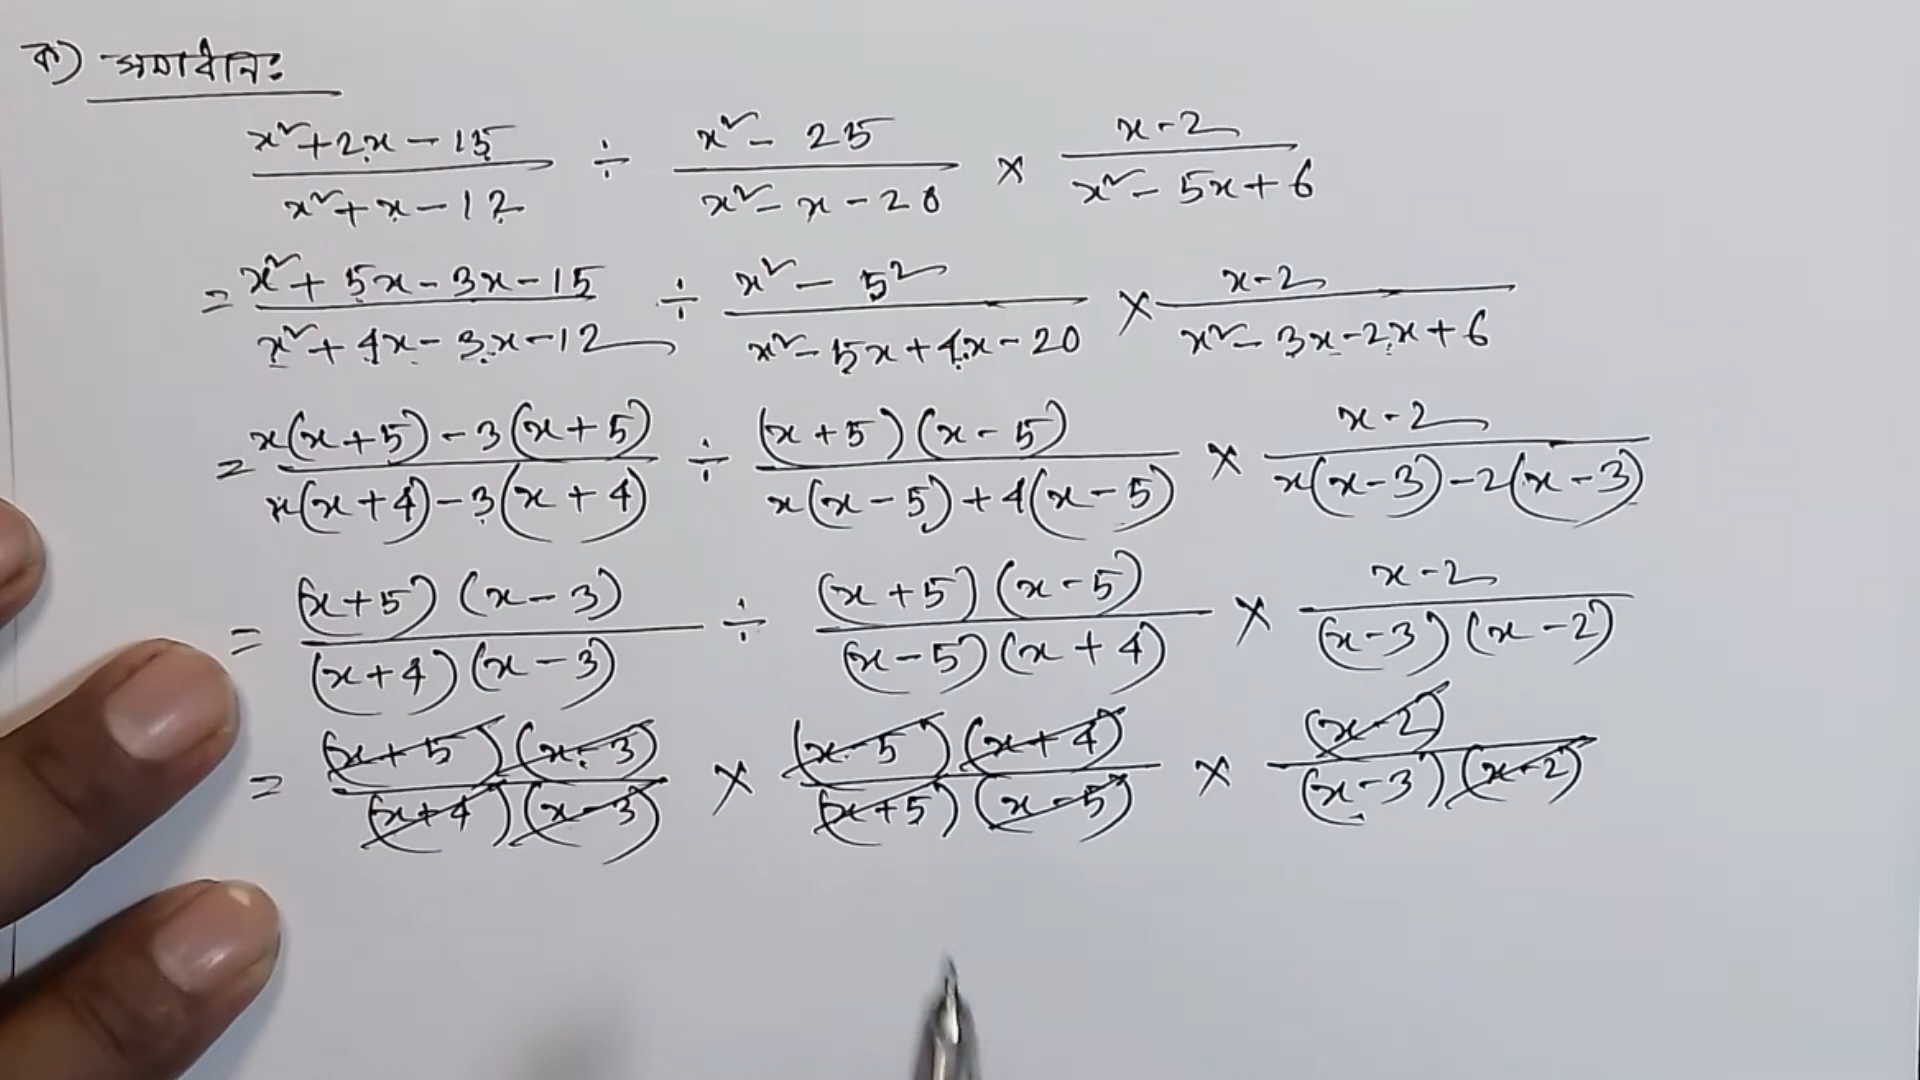 ক) সমাধানঃ
x²+2x-15/x²+x-12 ÷ x²-25/x²-x-20 × x-2/x²-5x+6
= x²+5x-3x-15/x²+4x-3x-12 ÷ x²-5²/x²-5x+4x-20 × x-2/x²-3x-2x+6
= x(x+5)-3(x+5)/x(x+4)-3(x+4) ÷ (x+5)(x-5)/x(x-5)+4(x-5) × x-2/x(x-3)-2(x-3)
= (x+5)(x-3)/(x+4)(x-3) ÷ (x+5)(x-5)/(x-5)(x+4) × x-2/(x-3)(x-2)
= (x+5)(x-3)/(x+4)(x-3) × (x-5)(x+4)/(x+5)(x-5) × (x-2)/(x-3)(x-2)